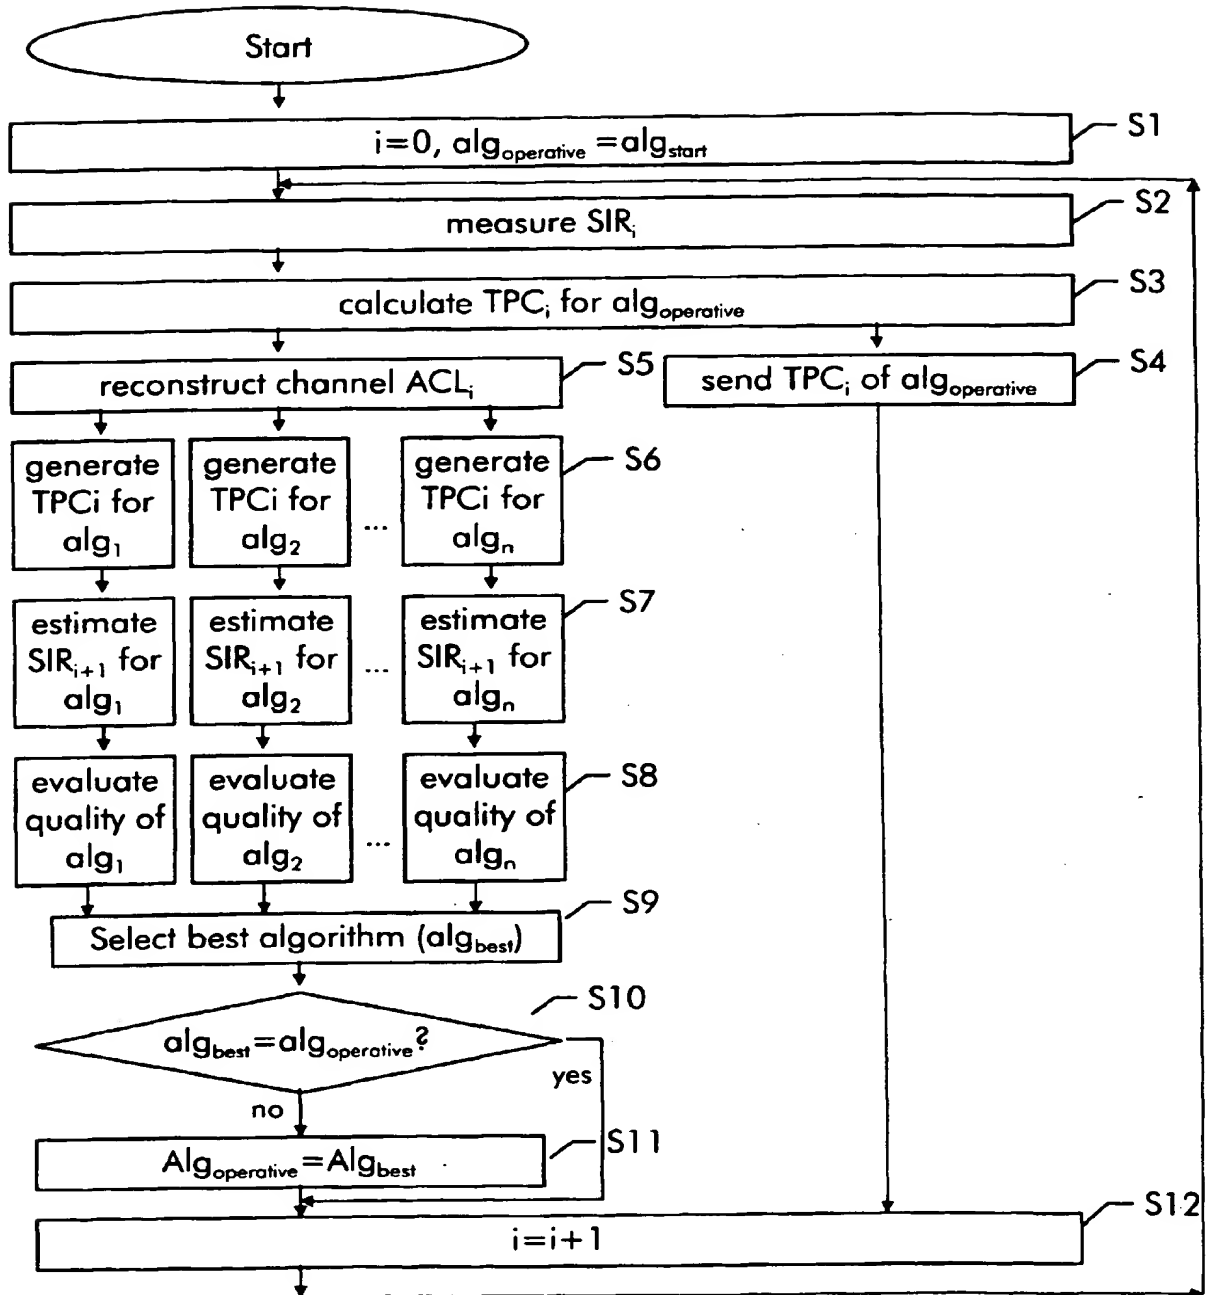 Start
i=0, alg_operative = alg_start
S1
measure SIR_i
S2
calculate TPC_i for alg_operative
S3
reconstruct channel ACL_i
S5
send TPC_i of alg_operative
S4
generate
TPCi for
alg_1
generate
TPCi for
alg_2
...
generate
TPCi for
alg_n
S6
estimate
SIR_i+1 for
alg_1
estimate
SIR_i+1 for
alg_2
...
estimate
SIR_i+1 for
alg_n
S7
evaluate
quality of
alg_1
evaluate
quality of
alg_2
...
evaluate
quality of
alg_n
S8
Select best algorithm (alg_best)
S9
alg_best=alg_operative?
S10
yes
no
Alg_operative=Alg_best
S11
i=i+1
S12